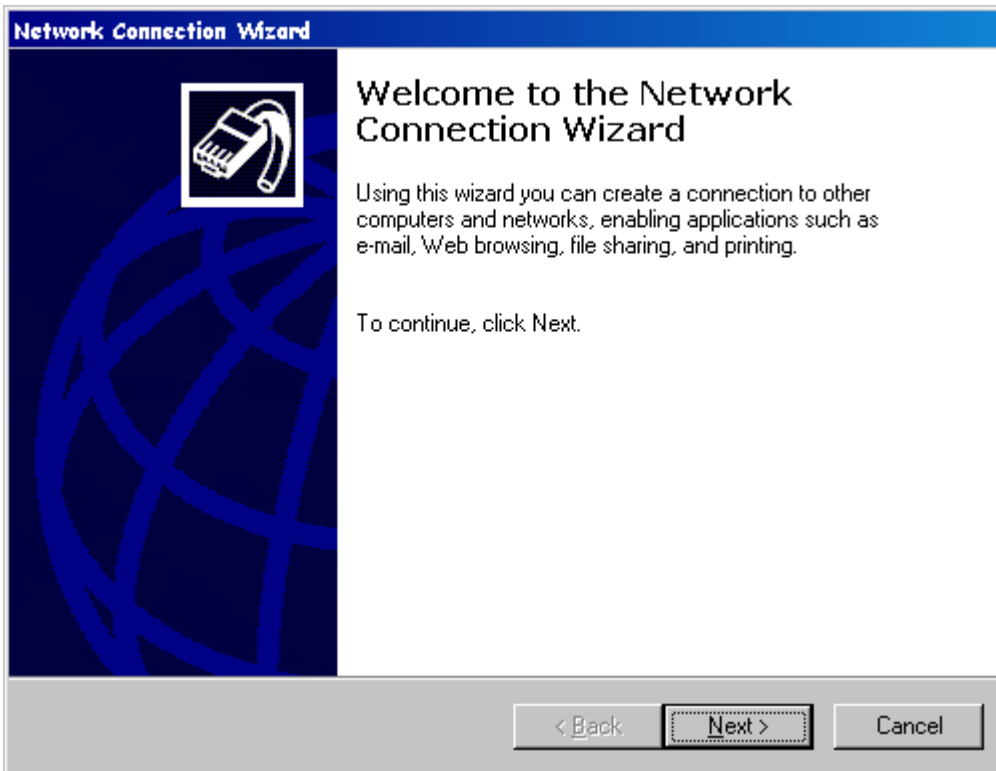 Network Connection Wizard
Welcome to the Network
Connection Wizard
Using this wizard you can create a connection to other
computers and networks, enabling applications such as
e-mail, Web browsing, file sharing, and printing.
To continue, click Next.
< Back
Next >
Cancel